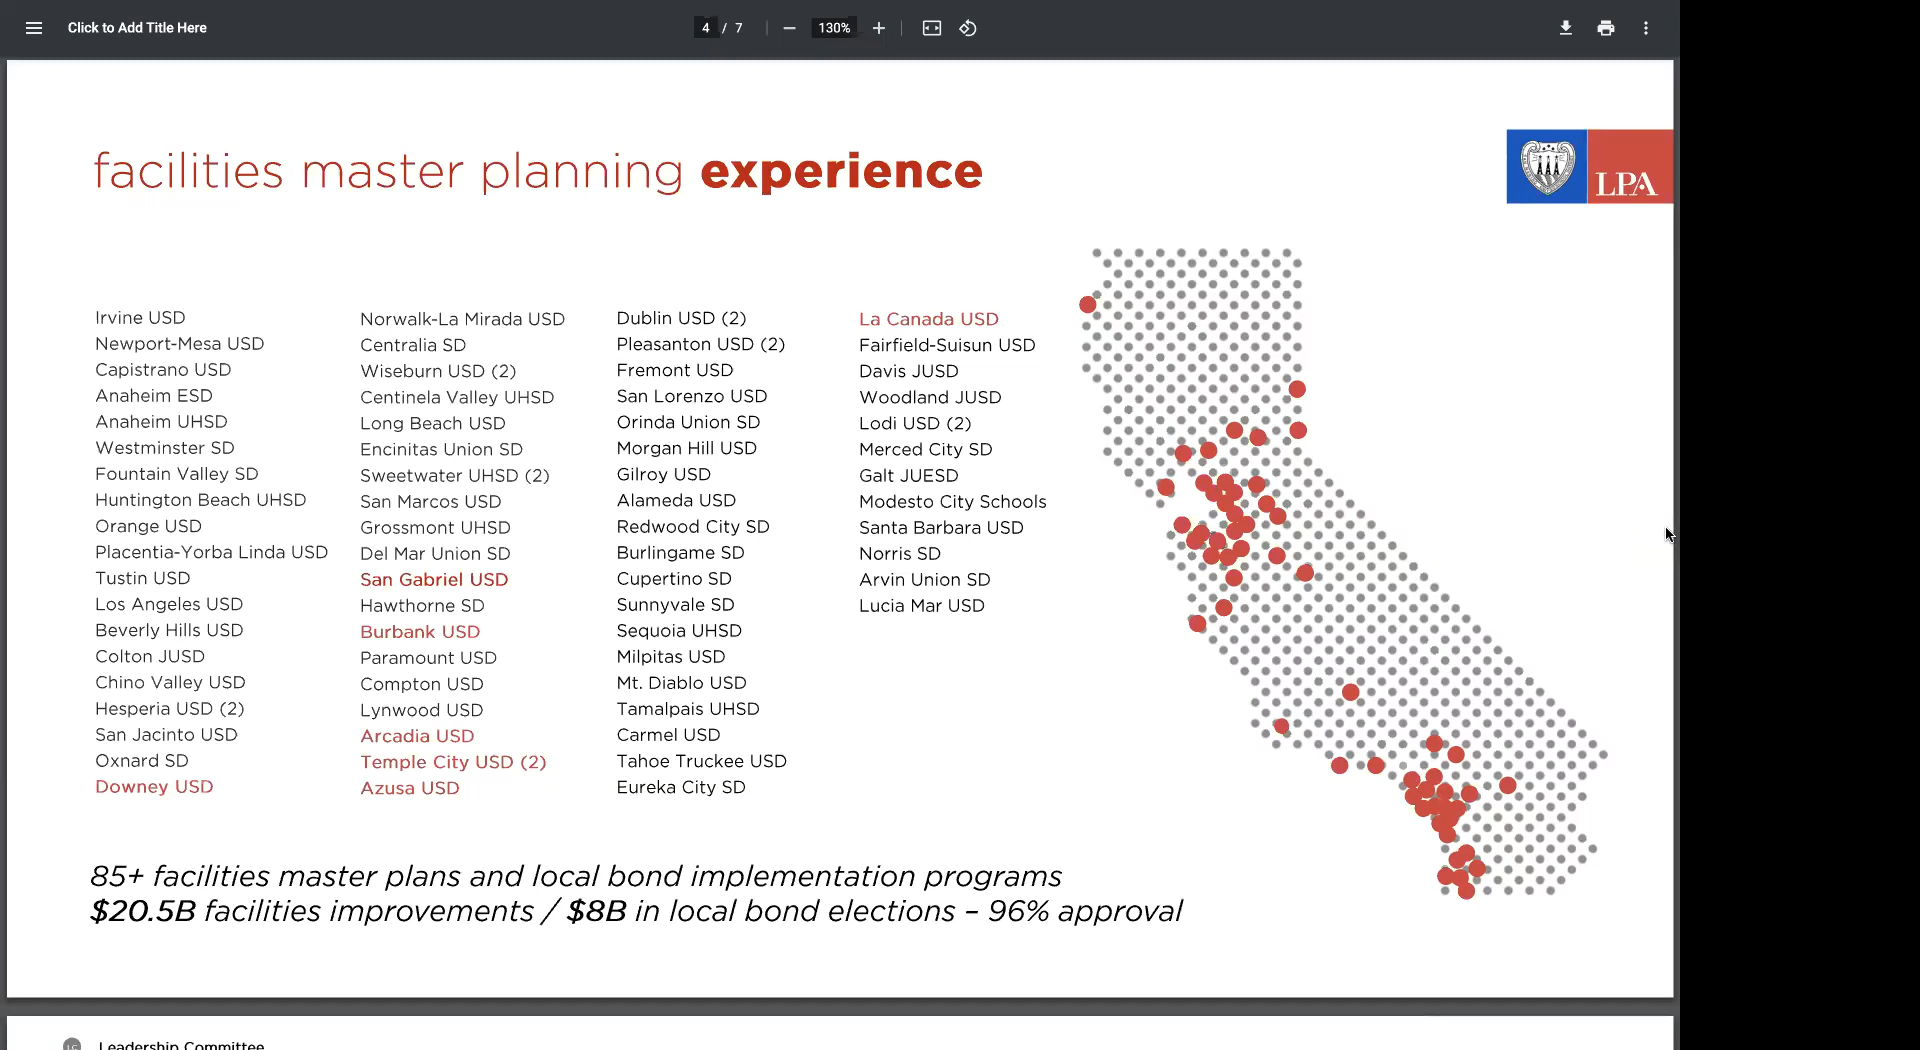 Click to Add Title Here
4 / 7
130%
facilities master planning experience
LPA
Irvine USD
Newport-Mesa USD
Capistrano USD
Anaheim ESD
Anaheim UHSD
Westminster SD
Fountain Valley SD
Huntington Beach UHSD
Orange USD
Placentia-Yorba Linda USD
Tustin USD
Los Angeles USD
Beverly Hills USD
Colton JUSD
Chino Valley USD
Hesperia USD (2)
San Jacinto USD
Oxnard SD
Downey USD
Norwalk-La Mirada USD
Centralia SD
Wiseburn USD (2)
Centinela Valley UHSD
Long Beach USD
Encinitas Union SD
Sweetwater UHSD (2)
San Marcos USD
Grossmont UHSD
Del Mar Union SD
San Gabriel USD
Hawthorne SD
Burbank USD
Paramount USD
Compton USD
Lynwood USD
Arcadia USD
Temple City USD (2)
Azusa USD
Dublin USD (2)
Pleasanton USD (2)
Fremont USD
San Lorenzo USD
Orinda Union SD
Morgan Hill USD
Gilroy USD
Alameda USD
Redwood City SD
Burlingame SD
Cupertino SD
Sunnyvale SD
Sequoia UHSD
Milpitas USD
Mt. Diablo USD
Tamalpais UHSD
Carmel USD
Tahoe Truckee USD
Eureka City SD
La Canada USD
Fairfield-Suisun USD
Davis JUSD
Woodland JUSD
Lodi USD (2)
Merced City SD
Galt JUESD
Modesto City Schools
Santa Barbara USD
Norris SD
Arvin Union SD
Lucia Mar USD
85+ facilities master plans and local bond implementation programs
$20.5B facilities improvements / $8B in local bond elections – 96% approval
Leadership Committee